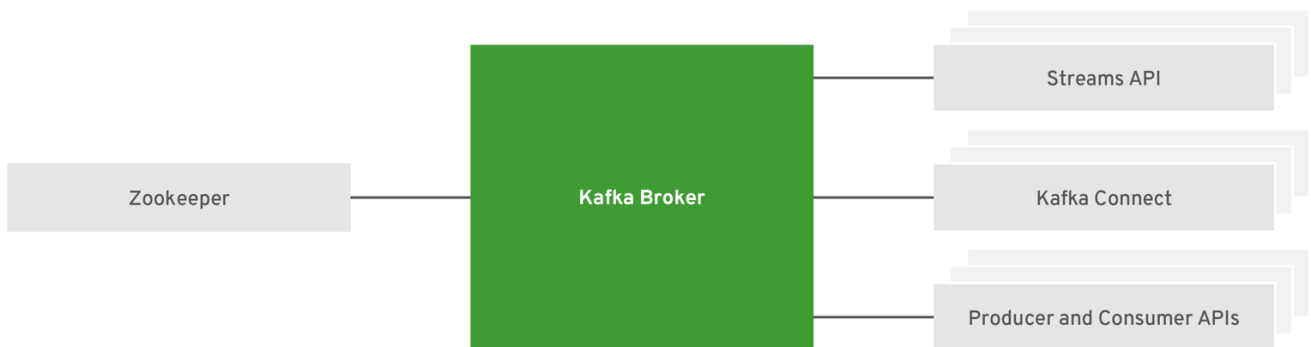 Streams API
Zookeeper
Kafka Broker
Kafka Connect
Producer and Consumer APIs